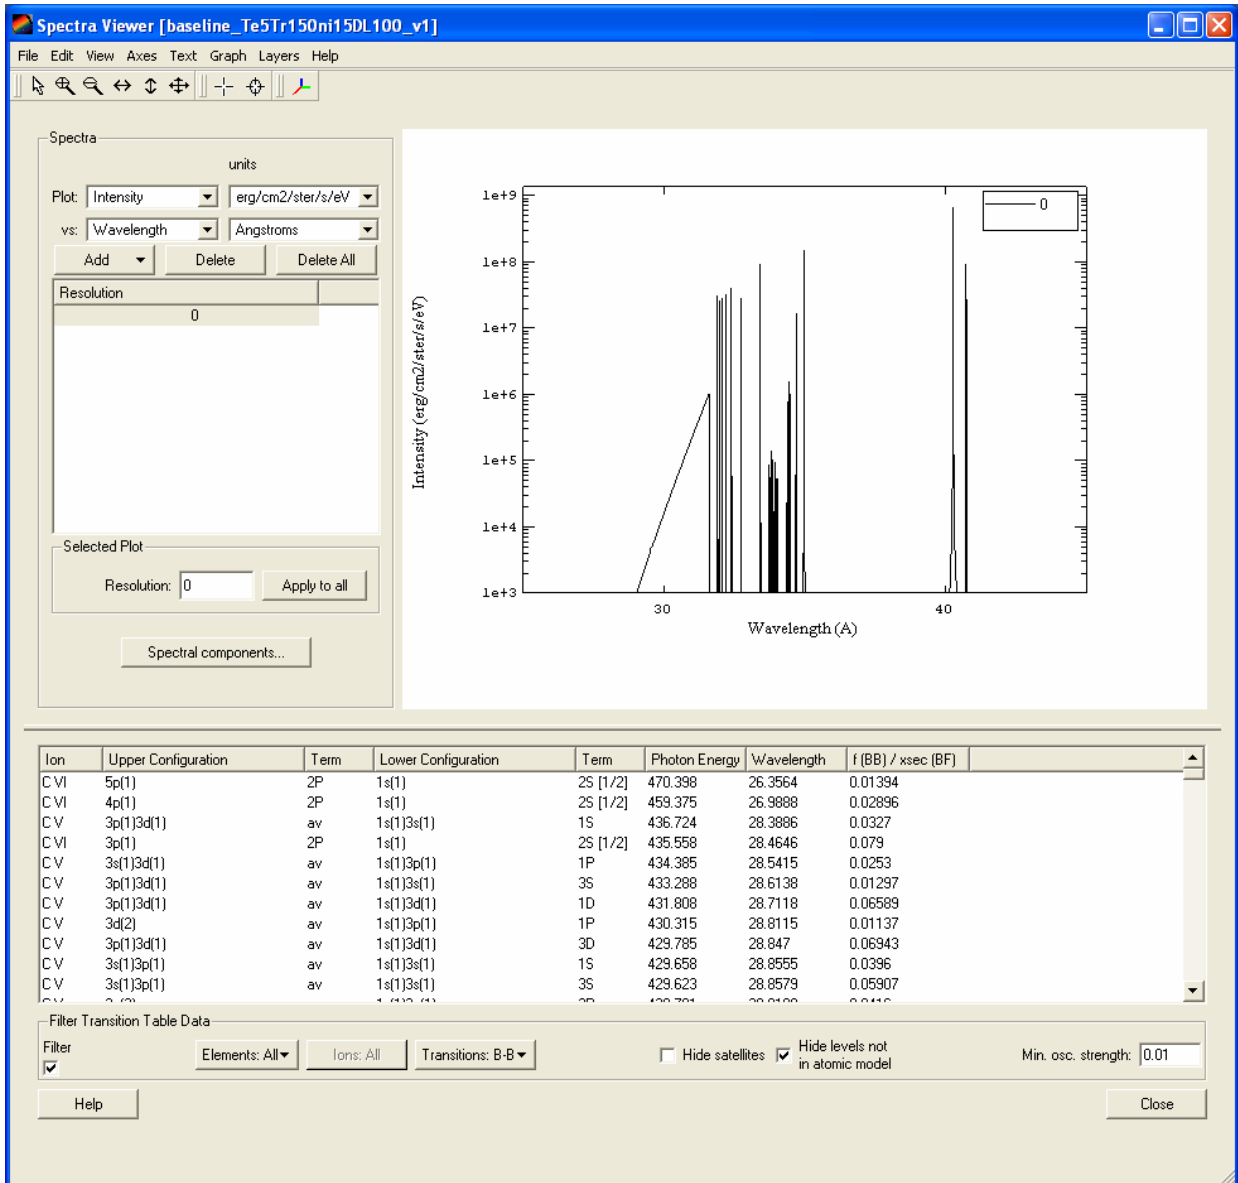 Spectra Viewer [baseline_Te5Tr150ni15DL100_v1]
File Edit View Axes Text Graph Layers Help
Spectra
units
Plot: Intensity erg/cm2/ster/s/eV
vs: Wavelength Angstroms
Add Delete Delete All
Resolution
0
Selected Plot
Resolution: 0 Apply to all
Spectral components...
Intensity (erg/cm2/ster/s/eV)
1e+9
1e+8
1e+7
1e+6
1e+5
1e+4
1e+3
0
30 40
Wavelength (A)
Ion Upper Configuration Term Lower Configuration Term Photon Energy Wavelength f (BB) / xsec (BF)
C VI 5p(1) 2P 1s(1) 2S [1/2] 470.398 26.3564 0.01394
C VI 4p(1) 2P 1s(1) 2S [1/2] 459.375 26.9888 0.02896
C V 3p(1)3d(1) av 1s(1)3s(1) 1S 436.724 28.3886 0.0327
C VI 3p(1) 2P 1s(1) 2S [1/2] 435.558 28.4646 0.079
C V 3s(1)3d(1) av 1s(1)3p(1) 1P 434.385 28.5415 0.0253
C V 3p(1)3d(1) av 1s(1)3s(1) 3S 433.288 28.6138 0.01297
C V 3p(1)3d(1) av 1s(1)3d(1) 1D 431.808 28.7118 0.06589
C V 3d(2) av 1s(1)3p(1) 1P 430.315 28.8115 0.01137
C V 3p(1)3d(1) av 1s(1)3d(1) 3D 429.785 28.847 0.06943
C V 3s(1)3p(1) av 1s(1)3s(1) 1S 429.658 28.8555 0.0396
C V 3s(1)3p(1) av 1s(1)3s(1) 3S 429.623 28.8579 0.05907
Filter Transition Table Data
Filter
Elements: All Ions: All Transitions: B-B Hide satellites Hide levels not in atomic model Min. osc. strength: 0.01
Help Close